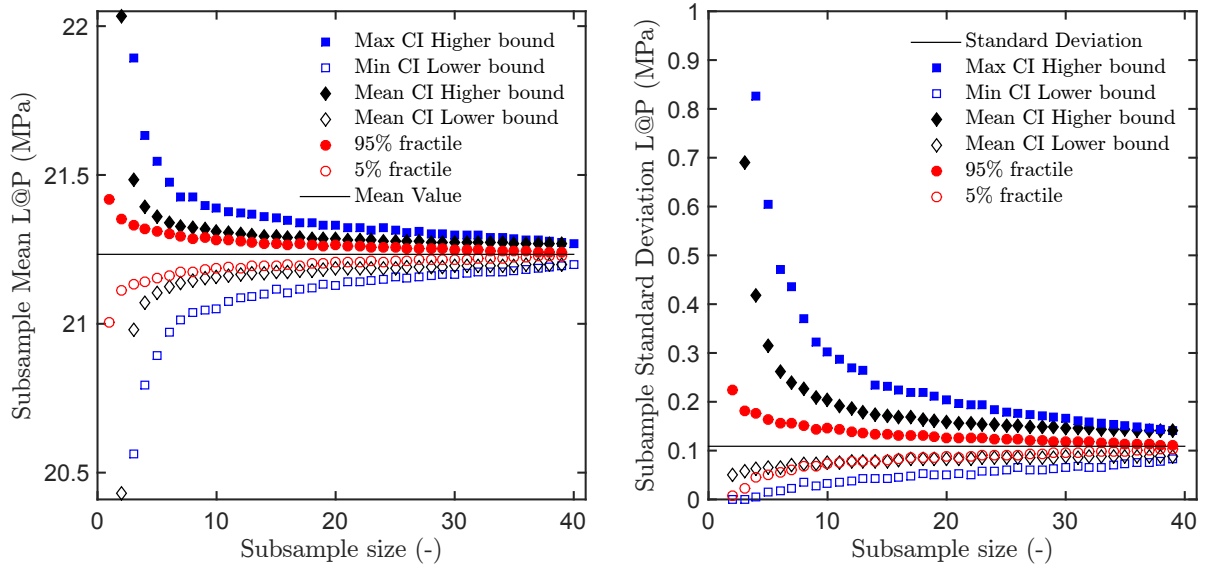 Subsample Mean L@P (MPa)
22
21.5
21
20.5
Max CI Higher bound
Min CI Lower bound
Mean CI Higher bound
Mean CI Lower bound
95% fractile
5% fractile
Mean Value
0
10
20
30
40
Subsample size (-)
Subsample Standard Deviation L@P (MPa)
1
0.9
0.8
0.7
0.6
0.5
0.4
0.3
0.2
0.1
0
Standard Deviation
Max CI Higher bound
Min CI Lower bound
Mean CI Higher bound
Mean CI Lower bound
95% fractile
5% fractile
0
10
20
30
40
Subsample size (-)